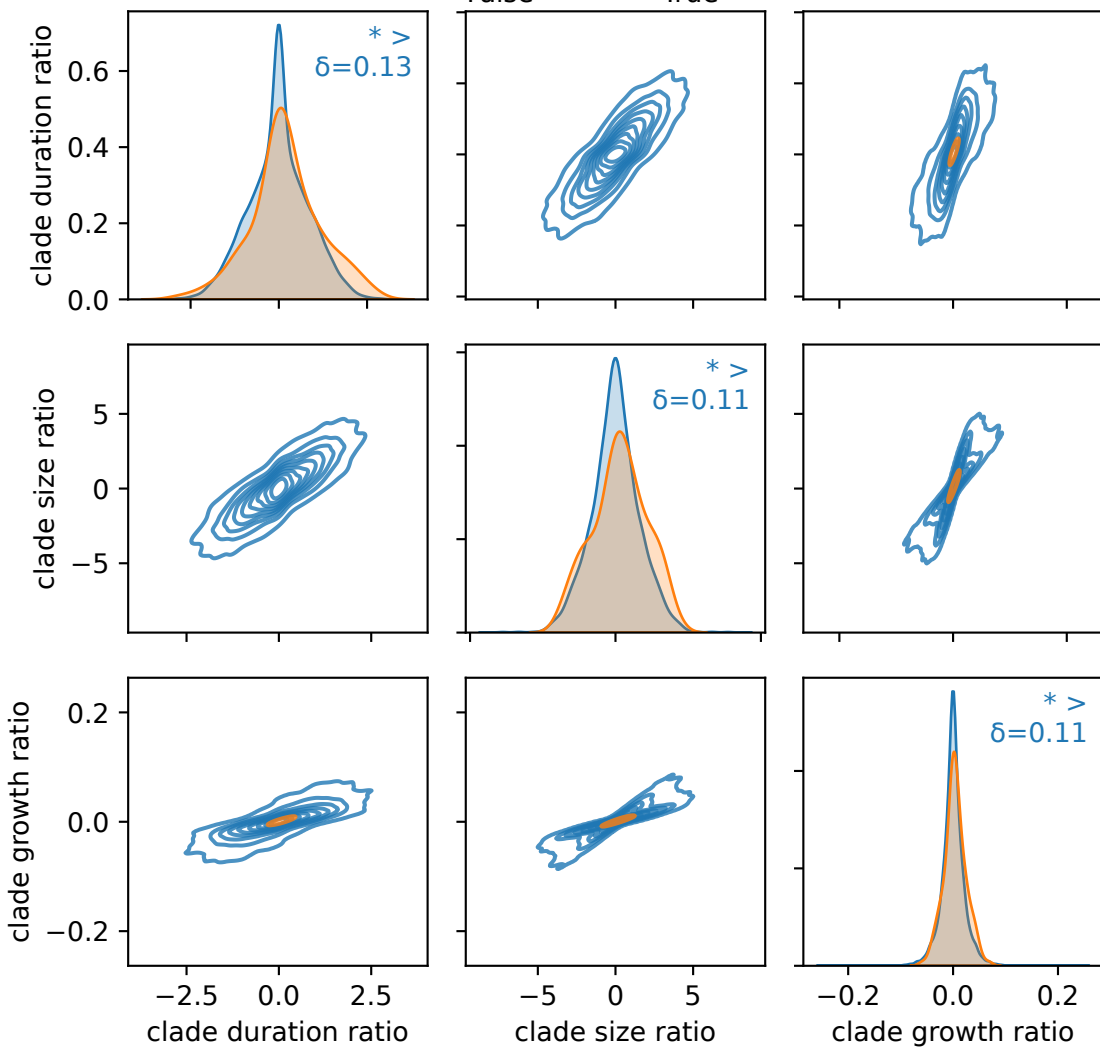 clade duration ratio
0.6
0.4
0.2
0.0
* >
δ=0.13
clade size ratio
5
0
−5
* >
δ=0.11
clade growth ratio
0.2
0.0
−0.2
* >
δ=0.11
−2.5 0.0 2.5
−5 0 5
−0.2 0.0 0.2
clade duration ratio
clade size ratio
clade growth ratio